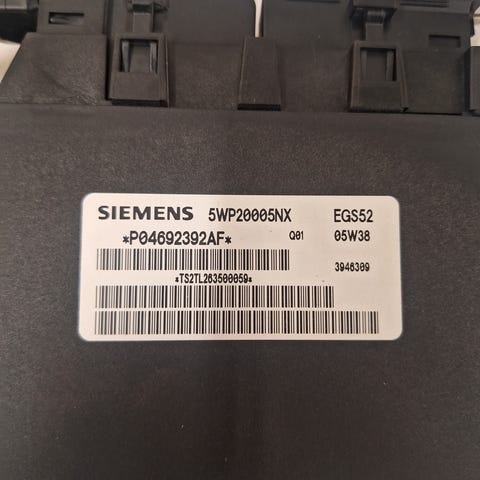 SIEMENS 5WP20005NX EGS52
*P04692392AF* Q01 05W38
3946309
*TS2TL263500059*